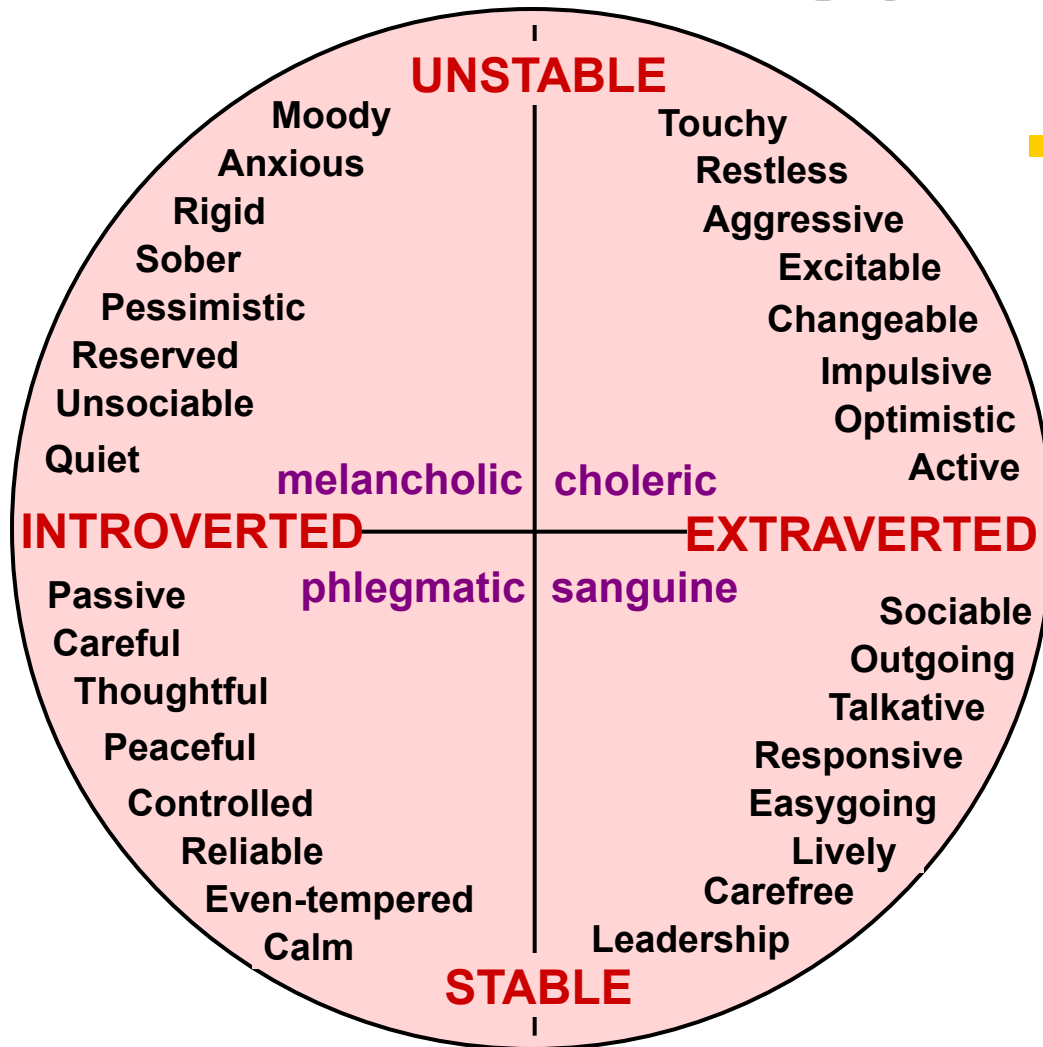 UNSTABLE
Moody
Anxious
Rigid
Sober
Pessimistic
Reserved
Unsociable
Quiet
Touchy
Restless
Aggressive
Excitable
Changeable
Impulsive
Optimistic
Active
melancholic choleric
INTROVERTED EXTRAVERTED
phlegmatic sanguine
Passive
Careful
Thoughtful
Peaceful
Controlled
Reliable
Even-tempered
Calm
Sociable
Outgoing
Talkative
Responsive
Easygoing
Lively
Carefree
Leadership
STABLE